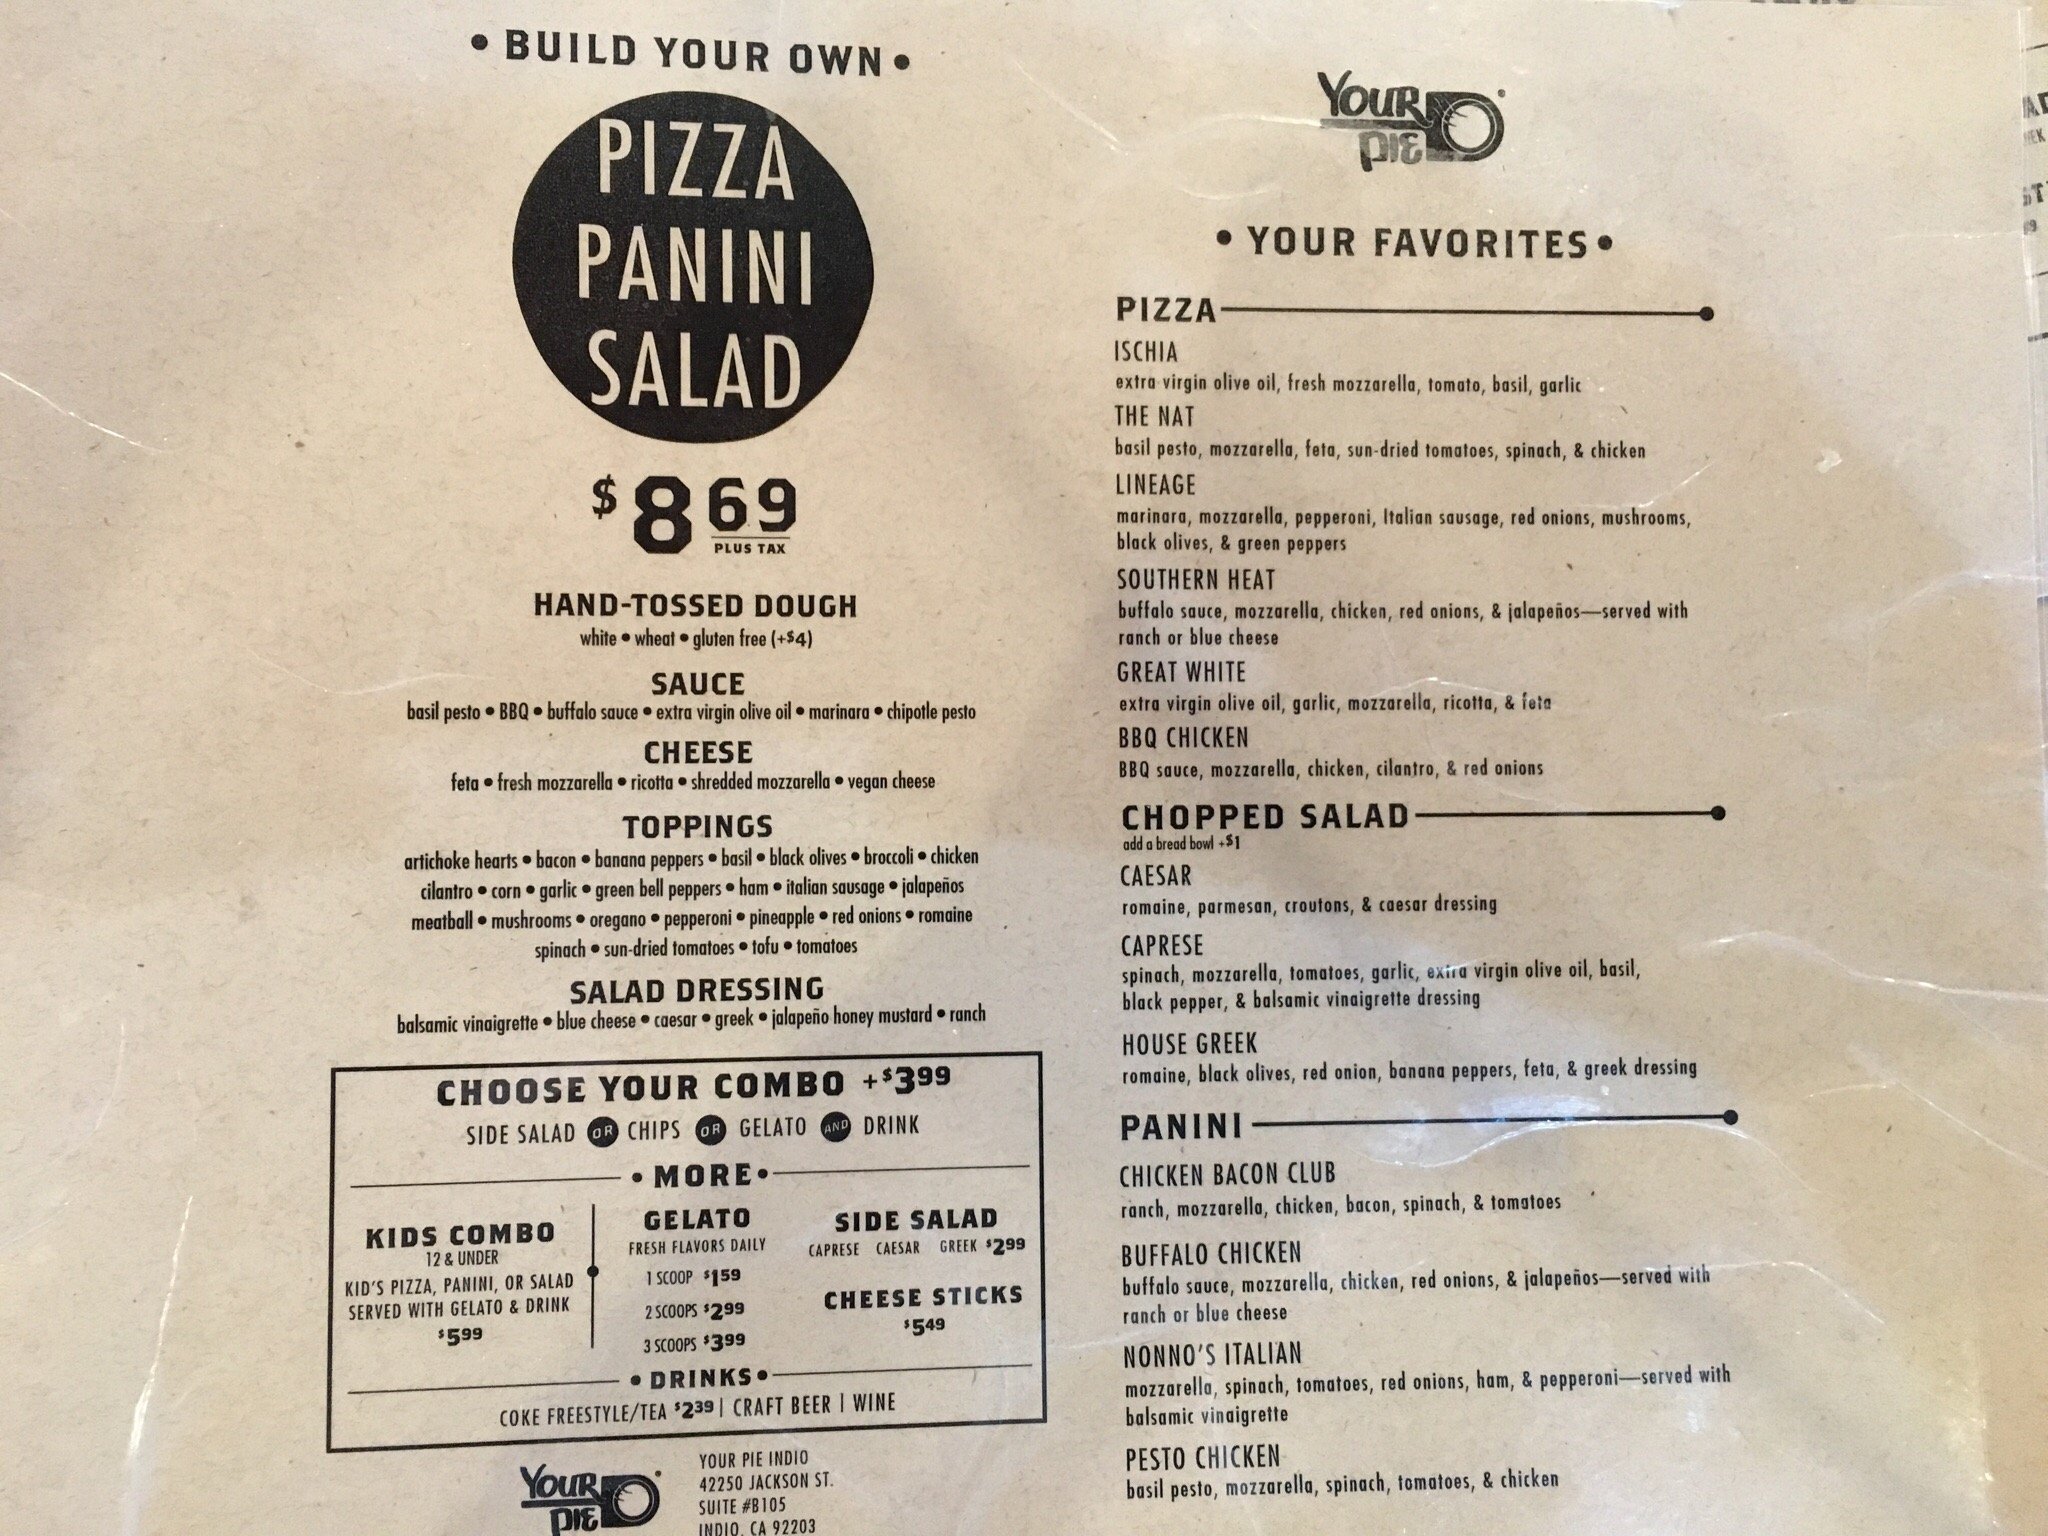 • BUILD YOUR OWN •
PIZZA
PANINI
SALAD
$8 69
PLUS TAX
HAND-TOSSED DOUGH
white • wheat • gluten free (+$4)
SAUCE
basil pesto • BBQ • buffalo sauce • extra virgin olive oil • marinara • chipotle pesto
CHEESE
feta • fresh mozzarella • ricotta • shredded mozzarella • vegan cheese
TOPPINGS
artichoke hearts • bacon • banana peppers • basil • black olives • broccoli • chicken
cilantro • corn • garlic • green bell peppers • ham • italian sausage • jalapeños
meatball • mushrooms • oregano • pepperoni • pineapple • red onions • romaine
spinach • sun-dried tomatoes • tofu • tomatoes
SALAD DRESSING
balsamic vinaigrette • blue cheese • caesar • greek • jalapeño honey mustard • ranch
CHOOSE YOUR COMBO +$3 99
SIDE SALAD OR CHIPS OR GELATO AND DRINK
• MORE •
KIDS COMBO
12 & UNDER
KID'S PIZZA, PANINI, OR SALAD
SERVED WITH GELATO & DRINK
$5 99
GELATO
FRESH FLAVORS DAILY
1 SCOOP $1 59
2 SCOOPS $2 99
3 SCOOPS $3 99
SIDE SALAD
CAPRESE CAESAR GREEK $2 99
CHEESE STICKS
$5 49
• DRINKS •
COKE FREESTYLE/TEA $2 39 | CRAFT BEER | WINE
YOUR
PIE
YOUR PIE INDIO
42250 JACKSON ST.
SUITE #B105
INDIO, CA 92203
YOUR
PIE
• YOUR FAVORITES •
PIZZA
ISCHIA
extra virgin olive oil, fresh mozzarella, tomato, basil, garlic
THE NAT
basil pesto, mozzarella, feta, sun-dried tomatoes, spinach, & chicken
LINEAGE
marinara, mozzarella, pepperoni, Italian sausage, red onions, mushrooms,
black olives, & green peppers
SOUTHERN HEAT
buffalo sauce, mozzarella, chicken, red onions, & jalapeños—served with
ranch or blue cheese
GREAT WHITE
extra virgin olive oil, garlic, mozzarella, ricotta, & feta
BBQ CHICKEN
BBQ sauce, mozzarella, chicken, cilantro, & red onions
CHOPPED SALAD
add a bread bowl +$1
CAESAR
romaine, parmesan, croutons, & caesar dressing
CAPRESE
spinach, mozzarella, tomatoes, garlic, extra virgin olive oil, basil,
black pepper, & balsamic vinaigrette dressing
HOUSE GREEK
romaine, black olives, red onion, banana peppers, feta, & greek dressing
PANINI
CHICKEN BACON CLUB
ranch, mozzarella, chicken, bacon, spinach, & tomatoes
BUFFALO CHICKEN
buffalo sauce, mozzarella, chicken, red onions, & jalapeños—served with
ranch or blue cheese
NONNO'S ITALIAN
mozzarella, spinach, tomatoes, red onions, ham, & pepperoni—served with
balsamic vinaigrette
PESTO CHICKEN
basil pesto, mozzarella, spinach, tomatoes, & chicken